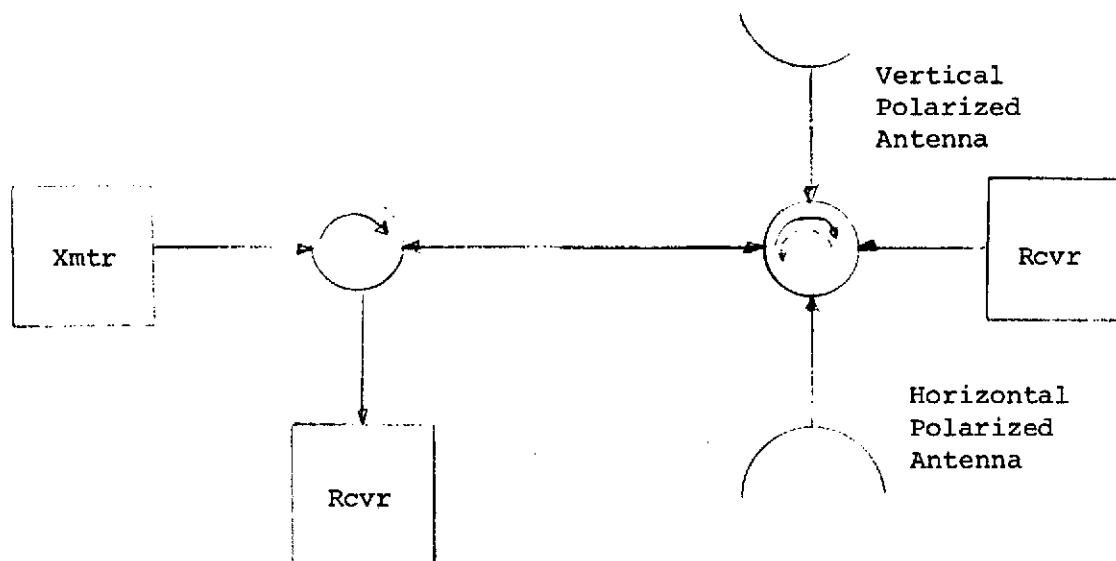 Vertical
Polarized
Antenna
Xmtr
Rcvr
Horizontal
Polarized
Antenna
Rcvr